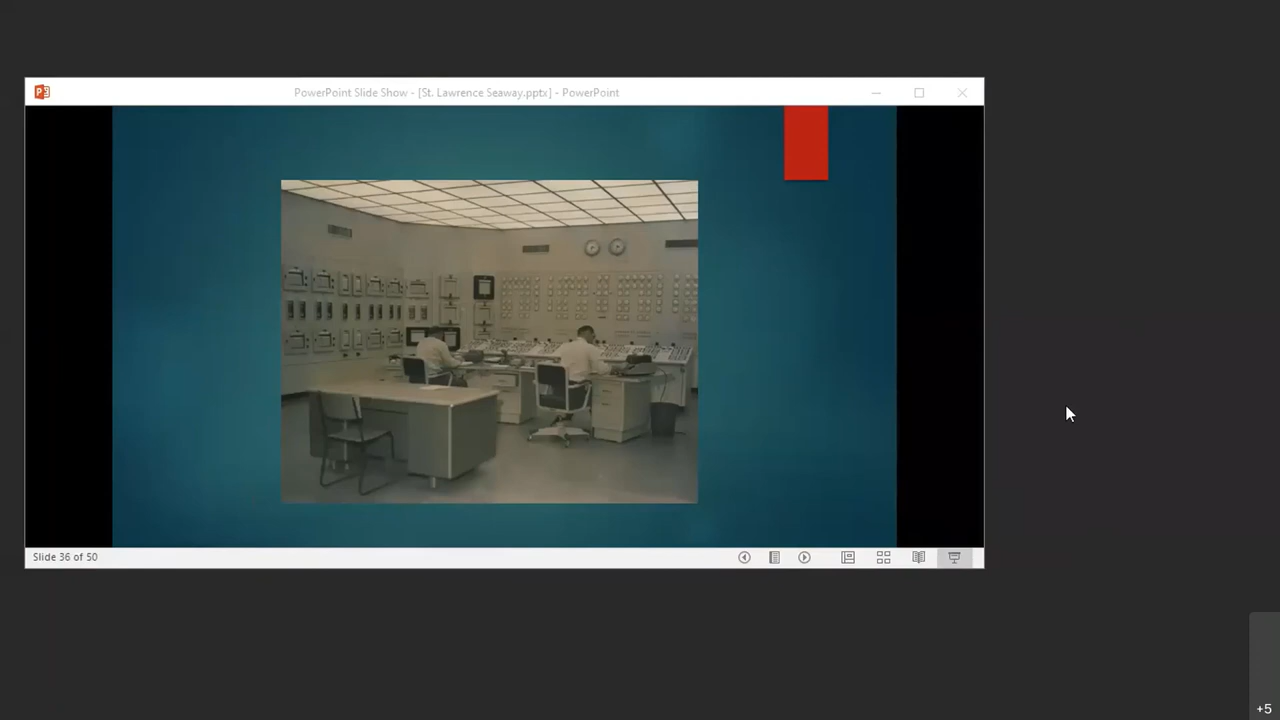 PowerPoint Slide Show - [St. Lawrence Seaway.pptx] - PowerPoint
Slide 36 of 50
+5